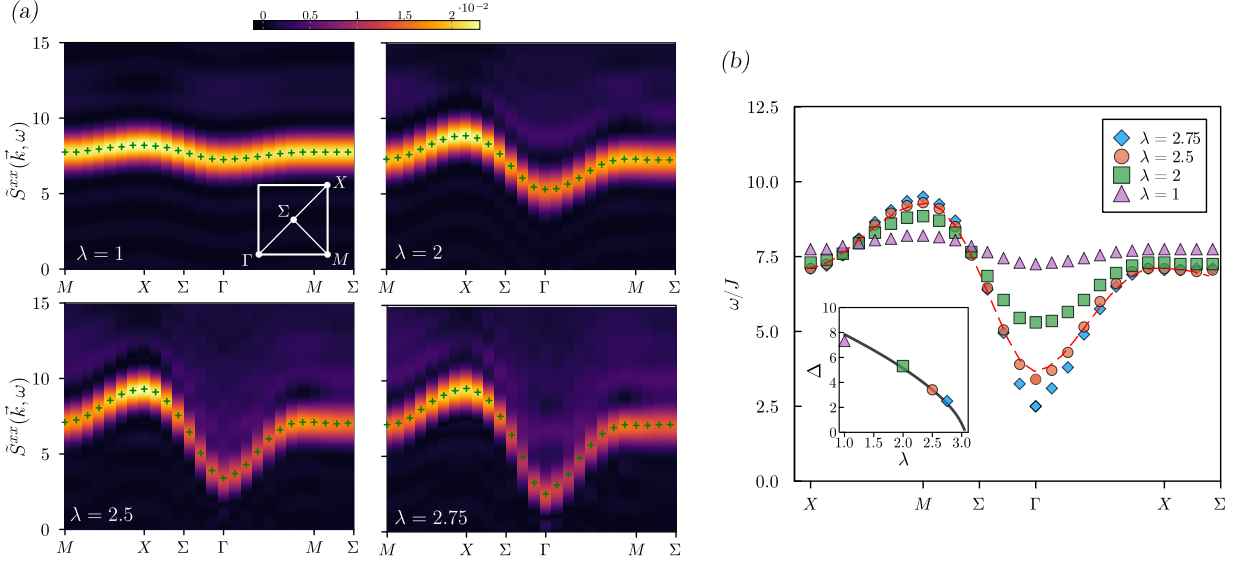 (a)
0 0.5 1 1.5 2 ·10⁻²
15
10
5
0
S̃ˣˣ(k⃗, ω)
λ = 1
Γ M X Σ
M X Σ Γ M Σ
λ = 2
M X Σ Γ M Σ
15
10
5
0
S̃ˣˣ(k⃗, ω)
λ = 2.5
M X Σ Γ M Σ
λ = 2.75
M X Σ Γ M Σ
(b)
12.5
10.0
7.5
5.0
2.5
0.0
ω/J
λ = 2.75
λ = 2.5
λ = 2
λ = 1
10
8
6
4
2
0
Δ
1.0 1.5 2.0 2.5 3.0
λ
X M Σ Γ X Σ